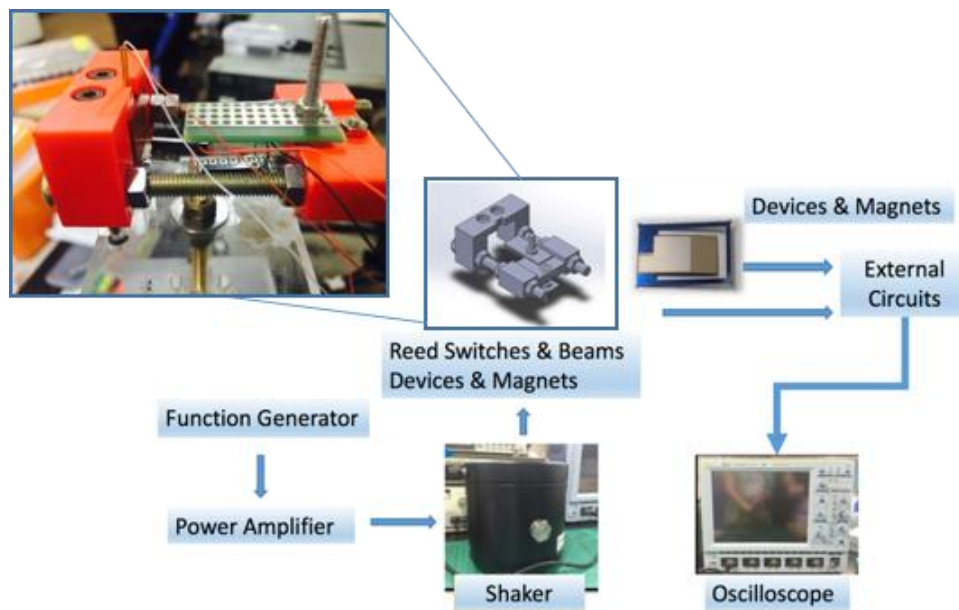 Devices & Magnets
External
Circuits
Reed Switches & Beams
Devices & Magnets
Function Generator
Power Amplifier
Shaker
Oscilloscope